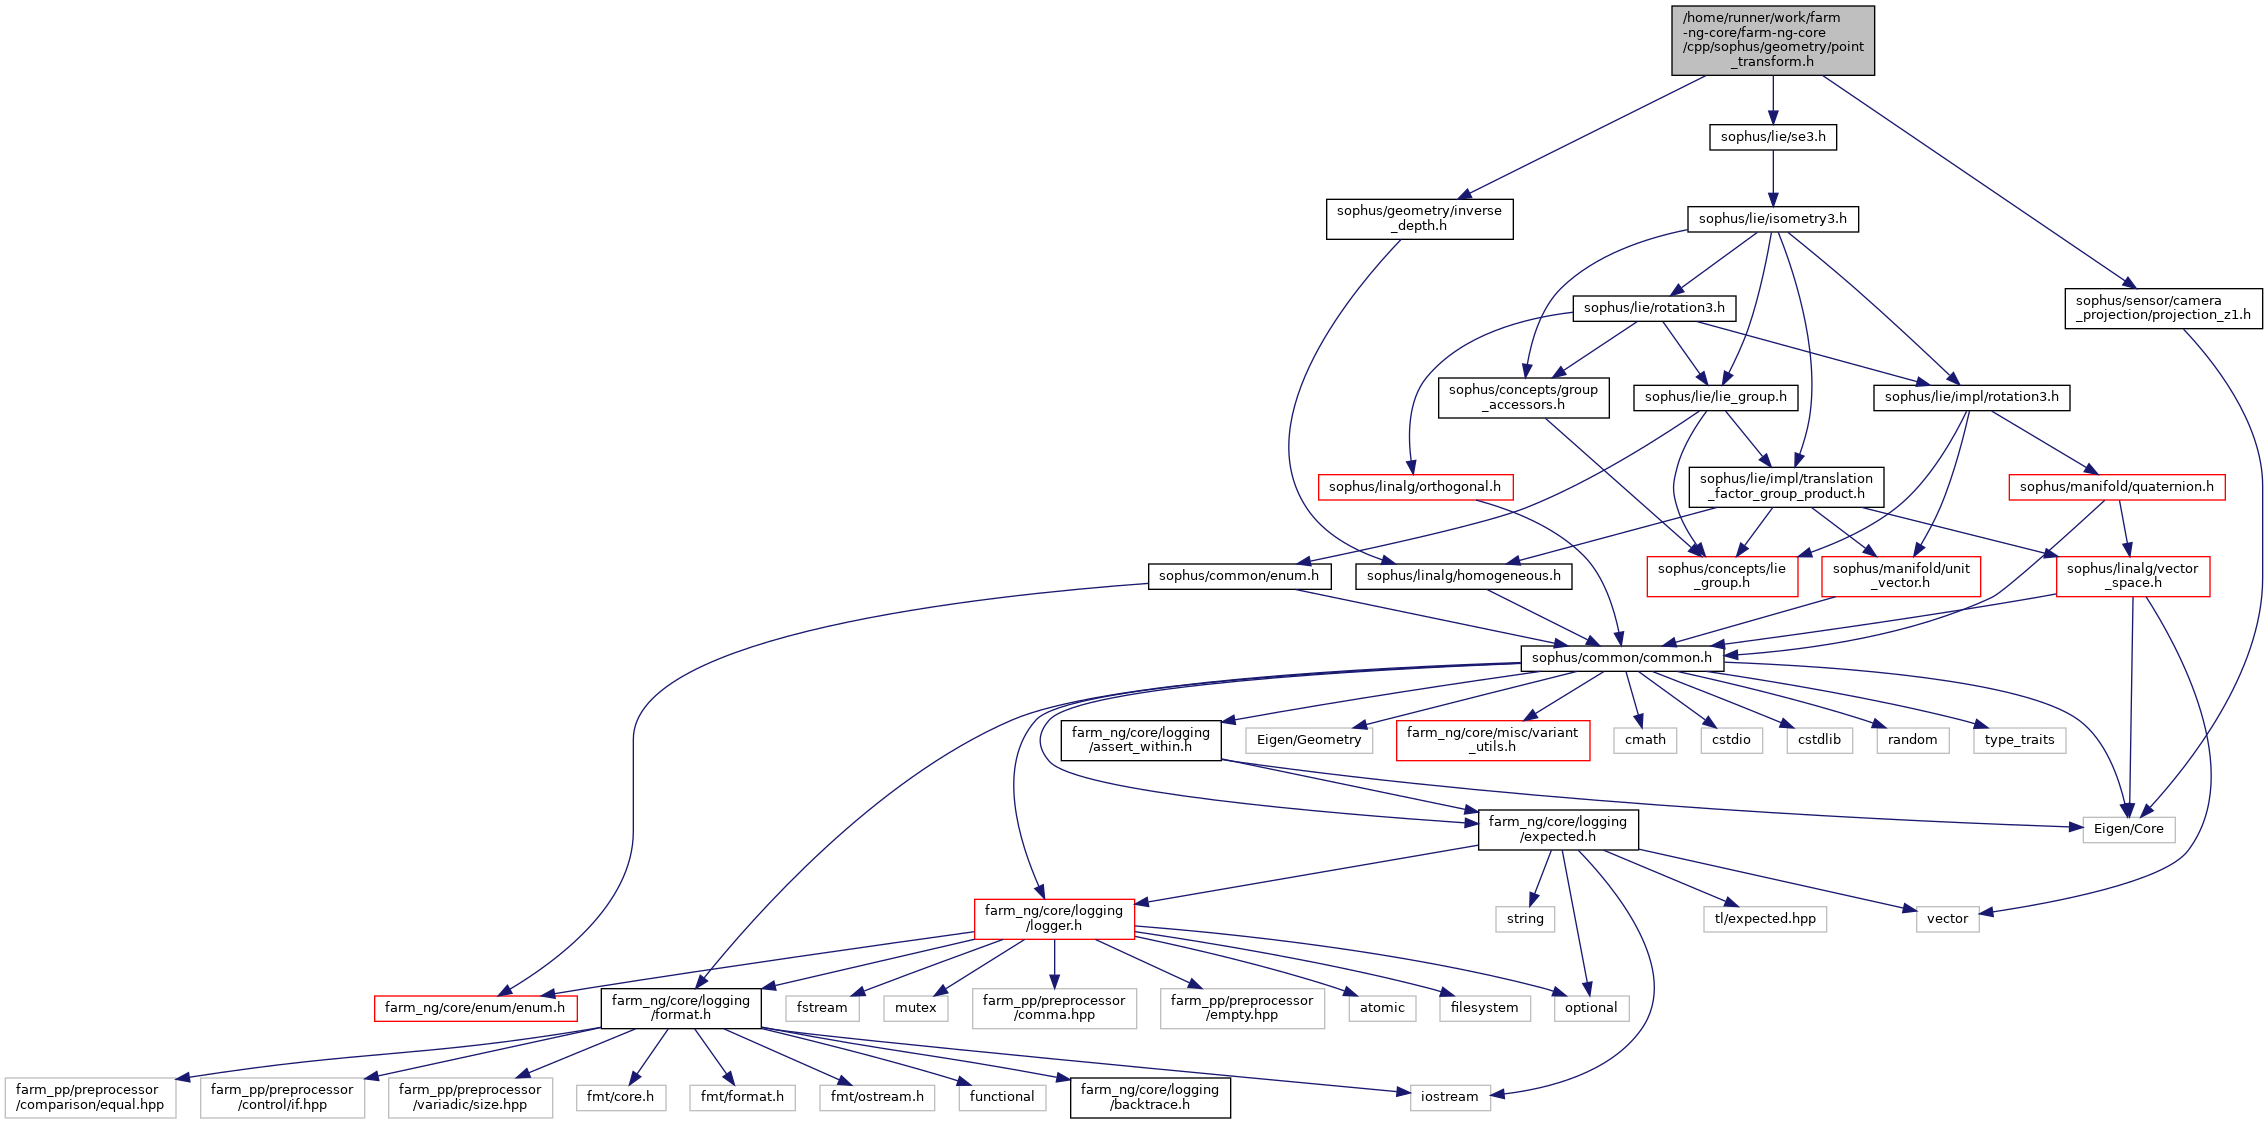 /home/runner/work/farm
-ng-core/farm-ng-core
/cpp/sophus/geometry/point
_transform.h
sophus/lie/se3.h
sophus/geometry/inverse
_depth.h
sophus/lie/isometry3.h
sophus/sensor/camera
_projection/projection_z1.h
sophus/lie/rotation3.h
sophus/concepts/group
_accessors.h
sophus/lie/lie_group.h
sophus/lie/impl/rotation3.h
sophus/linalg/orthogonal.h
sophus/lie/impl/translation
_factor_group_product.h
sophus/manifold/quaternion.h
sophus/common/enum.h
sophus/linalg/homogeneous.h
sophus/concepts/lie
_group.h
sophus/manifold/unit
_vector.h
sophus/linalg/vector
_space.h
sophus/common/common.h
farm_ng/core/logging
/assert_within.h
Eigen/Geometry
farm_ng/core/misc/variant
_utils.h
cmath
cstdio
cstdlib
random
type_traits
farm_ng/core/logging
/expected.h
Eigen/Core
farm_ng/core/logging
/logger.h
string
tl/expected.hpp
vector
farm_ng/core/enum/enum.h
farm_ng/core/logging
/format.h
fstream
mutex
farm_pp/preprocessor
/comma.hpp
farm_pp/preprocessor
/empty.hpp
atomic
filesystem
optional
farm_pp/preprocessor
/comparison/equal.hpp
farm_pp/preprocessor
/control/if.hpp
farm_pp/preprocessor
/variadic/size.hpp
fmt/core.h
fmt/format.h
fmt/ostream.h
functional
farm_ng/core/logging
/backtrace.h
iostream